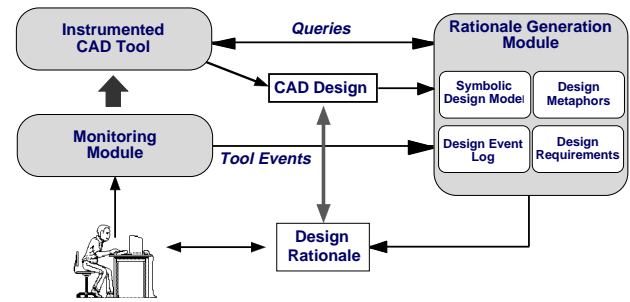 Instrumented
CAD Tool
Queries
Rationale Generation
Module
CAD Design
Symbolic
Design Model
Design
Metaphors
Monitoring
Module
Tool Events
Design Event
Log
Design
Requirements
Design
Rationale